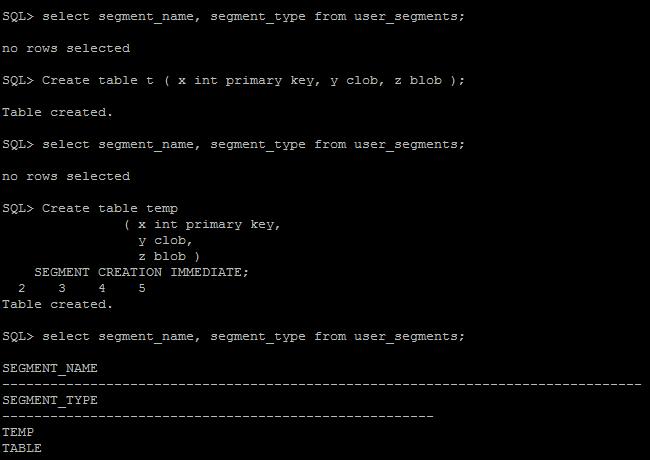 SQL> select segment_name, segment_type from user_segments;
no rows selected
SQL> Create table t ( x int primary key, y clob, z blob );
Table created.
SQL> select segment_name, segment_type from user_segments;
no rows selected
SQL> Create table temp
( x int primary key,
y clob,
z blob )
SEGMENT CREATION IMMEDIATE;
2 3 4 5
Table created.
SQL> select segment_name, segment_type from user_segments;
SEGMENT_NAME
--------------------------------------------------------------------------------
SEGMENT_TYPE
------------------------------------------------------
TEMP
TABLE